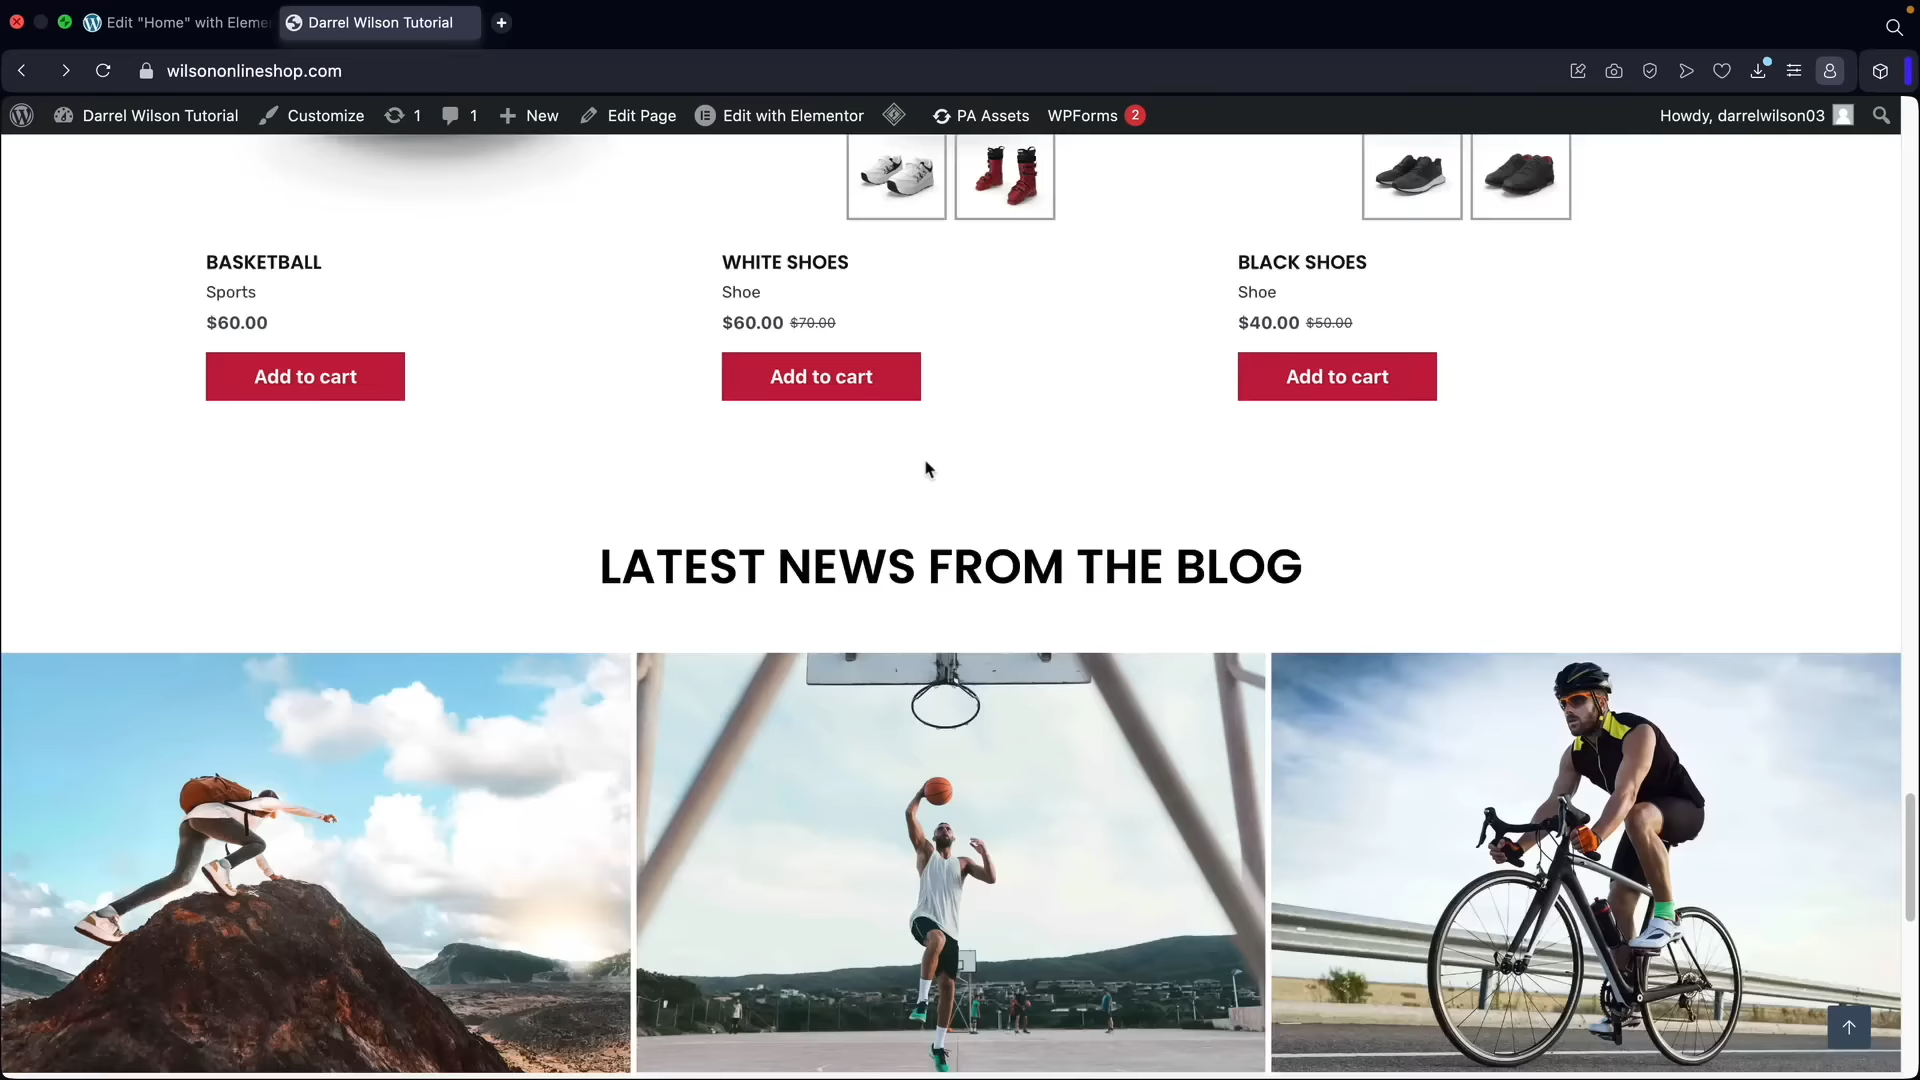 Edit "Home" with Eleme
Darrel Wilson Tutorial
wilsononlineshop.com
Darrel Wilson Tutorial
Customize
1
1
New
Edit Page
Edit with Elementor
PA Assets
WPForms 2
Howdy, darrelwilson03
BASKETBALL
Sports
$60.00
Add to cart
WHITE SHOES
Shoe
$60.00 $70.00
Add to cart
BLACK SHOES
Shoe
$40.00 $50.00
Add to cart
LATEST NEWS FROM THE BLOG